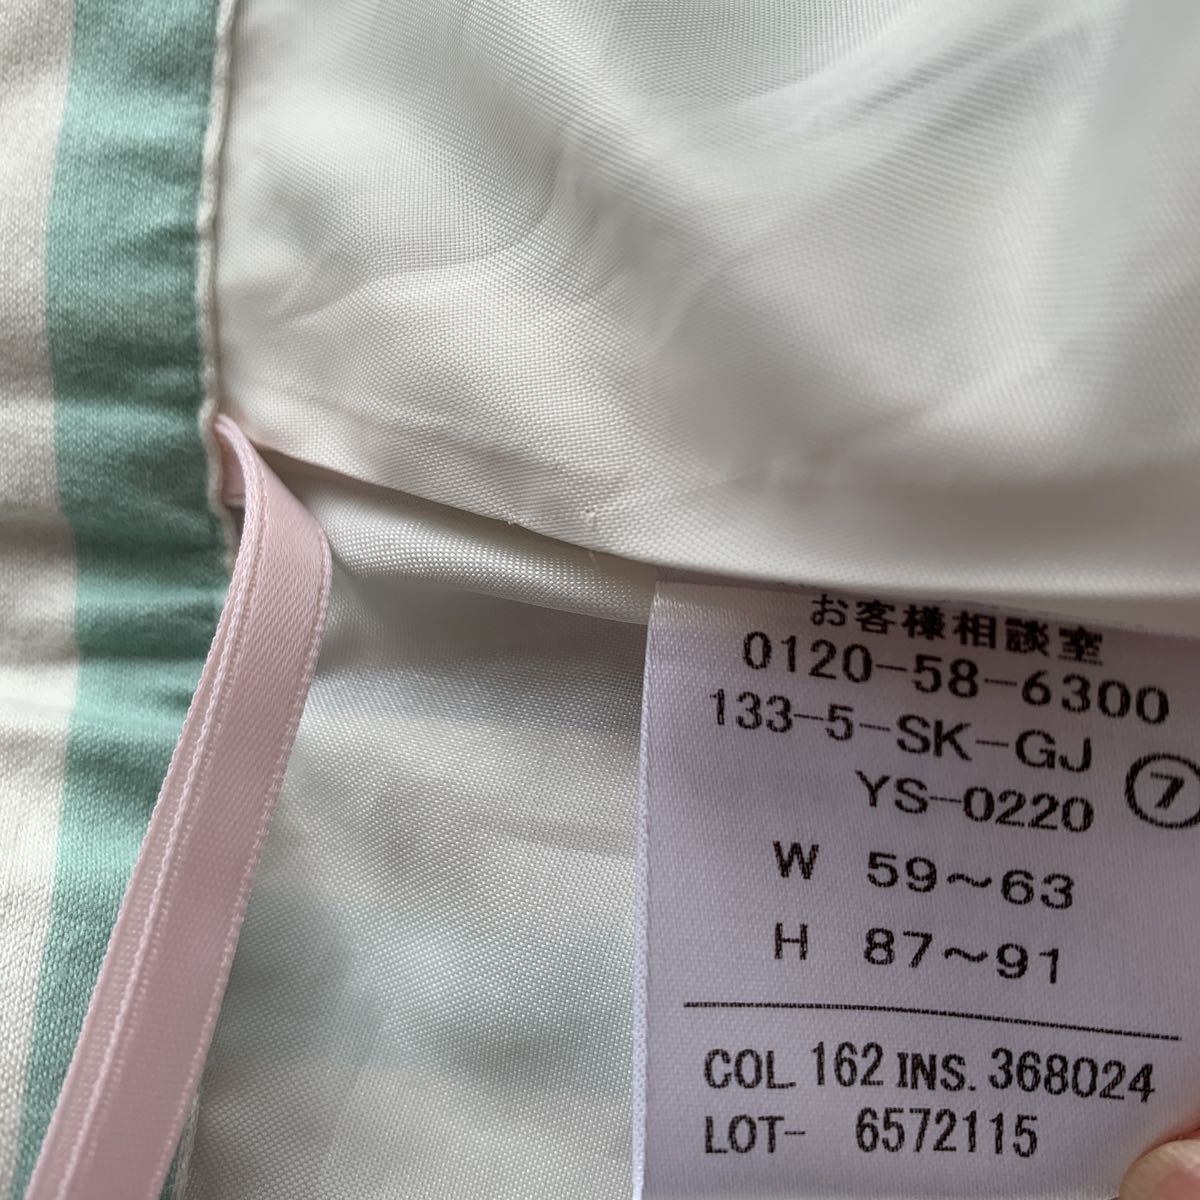 お客様相談室
0120-58-6300
133-5-SK-GJ
YS-0220 ⑦
W 59～63
H 87～91
COL. 162 INS. 368024
LOT- 6572115